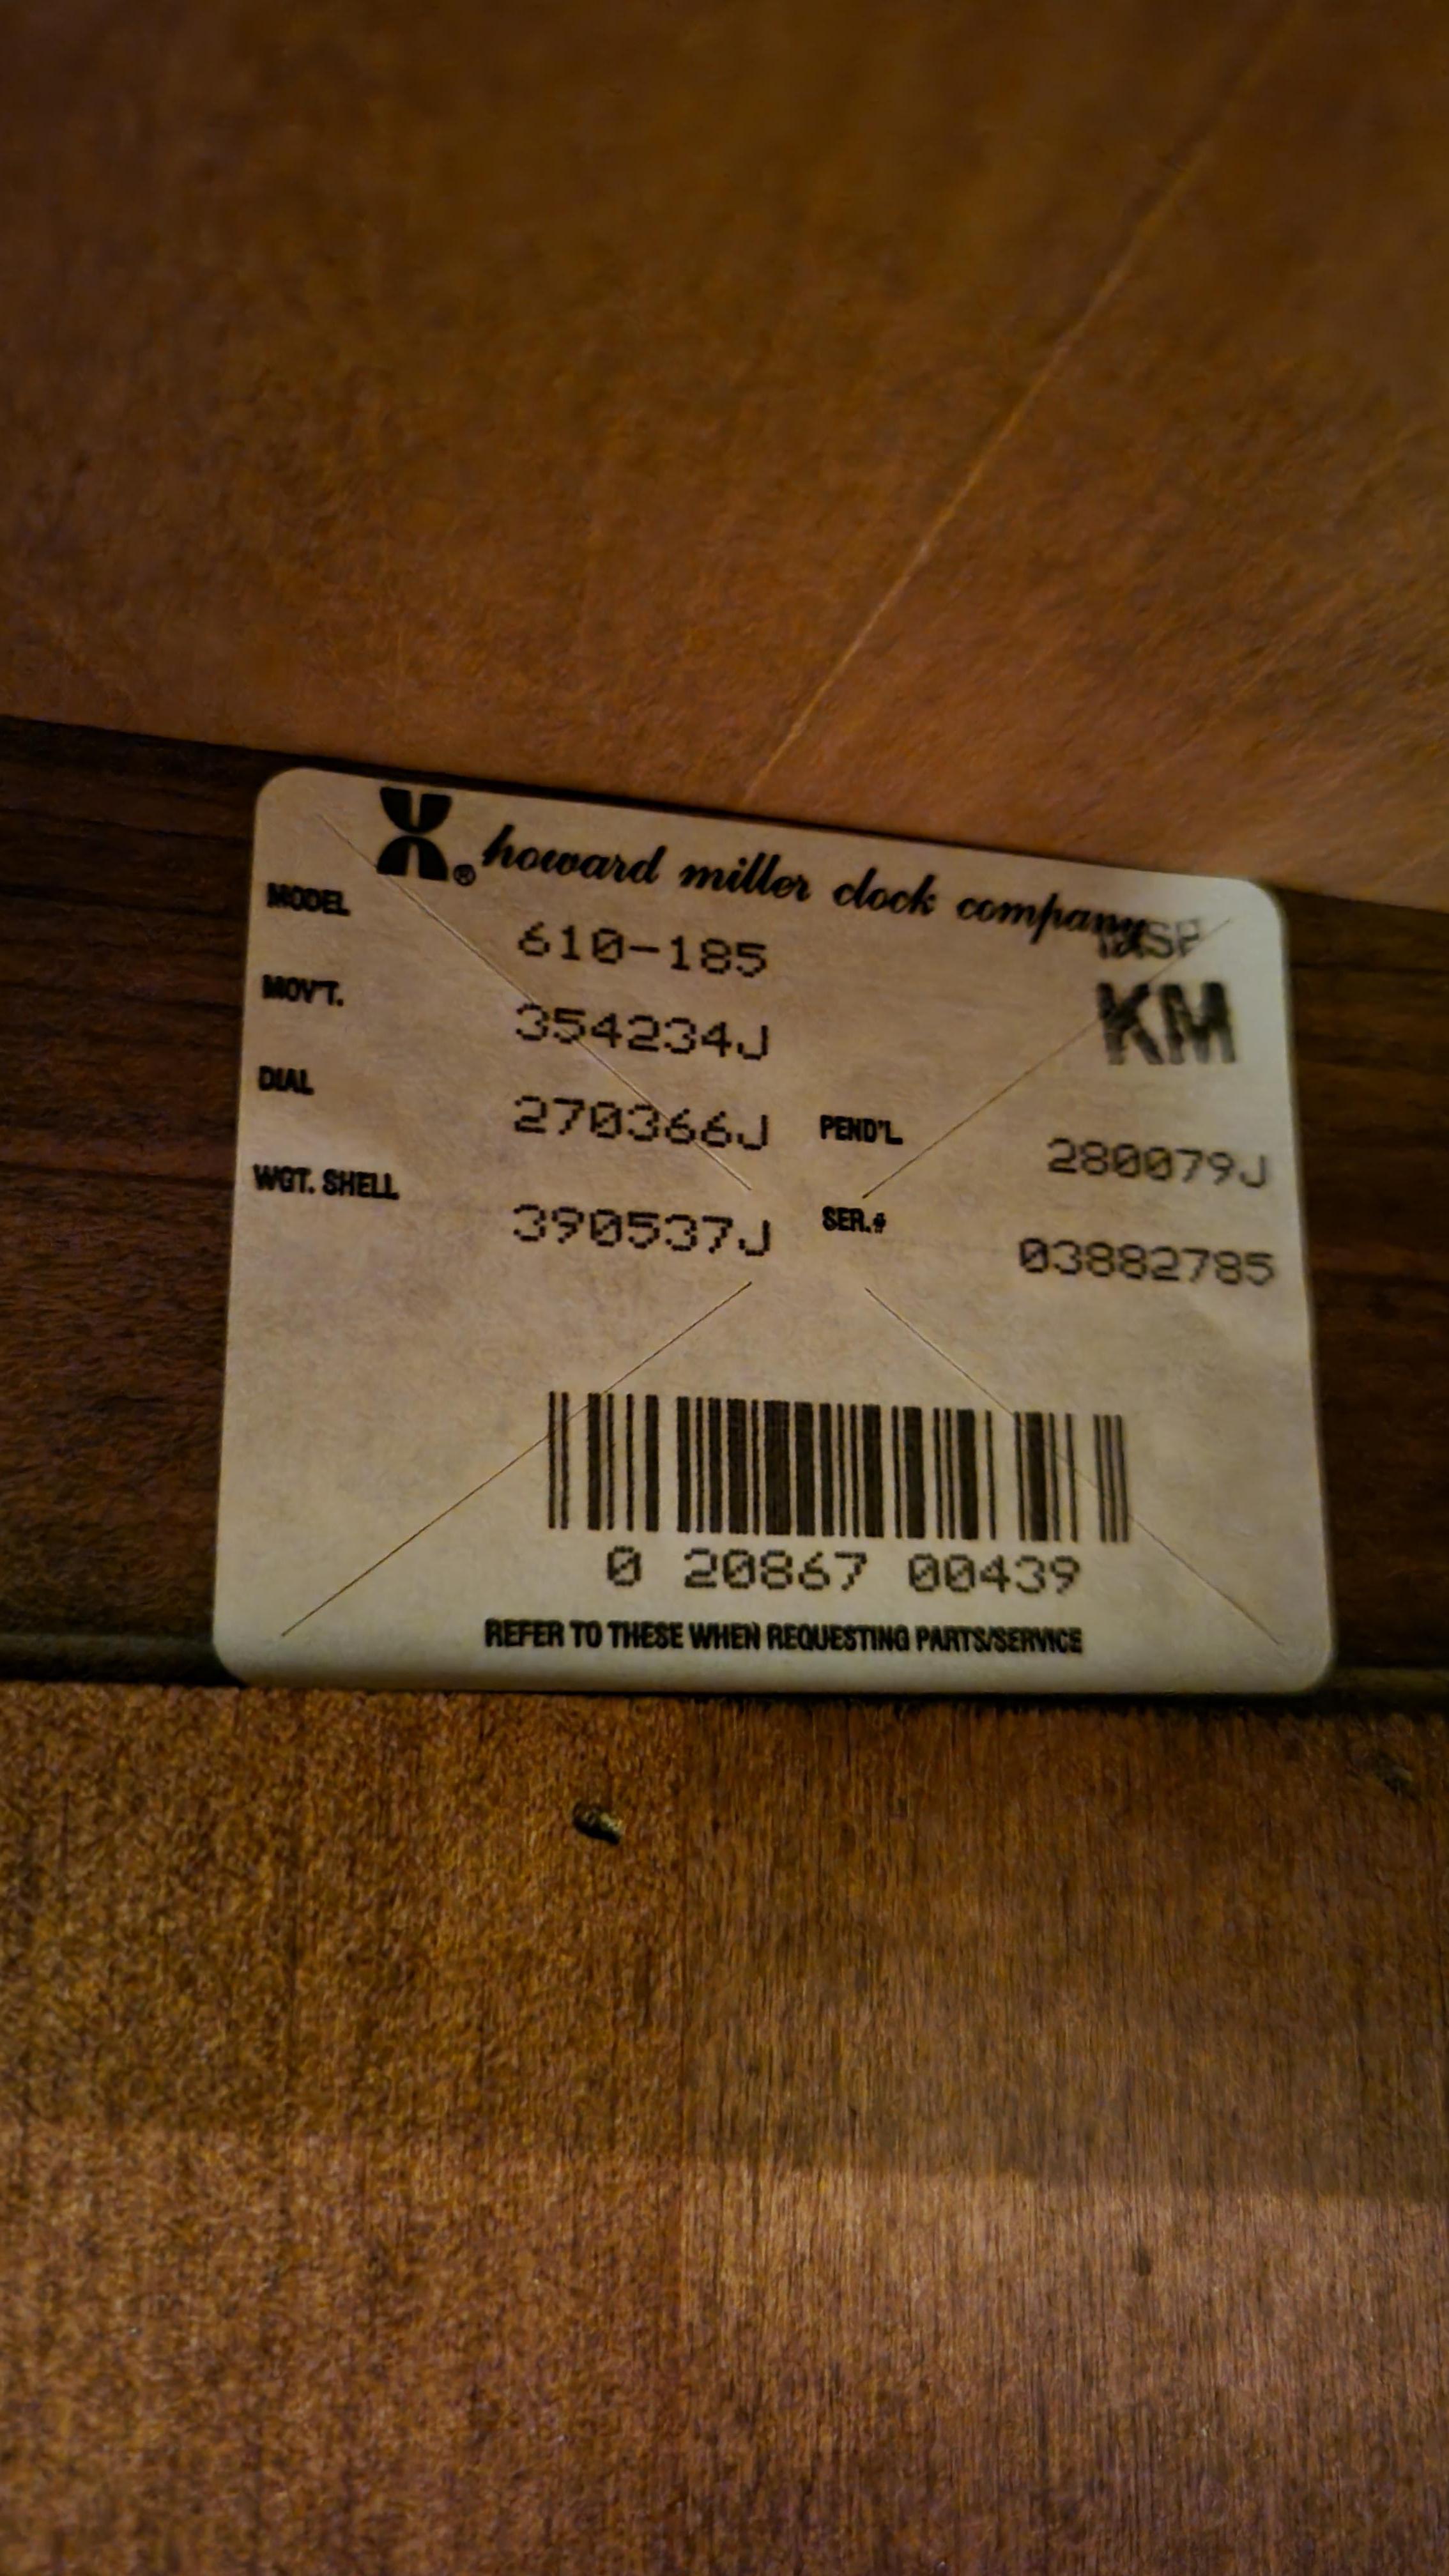 ® howard miller clock company
INSP
KM
MODEL 610-185
MOV'T. 354234J
DIAL 270366J PEND'L. 280079J
WGT. SHELL 390537J SER.# 03882785
0 20867 00439
REFER TO THESE WHEN REQUESTING PARTS/SERVICE